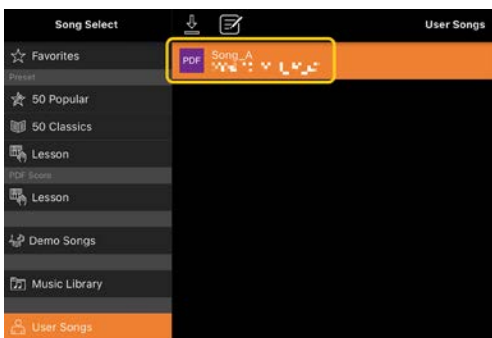 Song Select
User Songs
Favorites
PDF
Song_A
Preset
50 Popular
50 Classics
Lesson
PDF Score
Lesson
Demo Songs
Music Library
User Songs